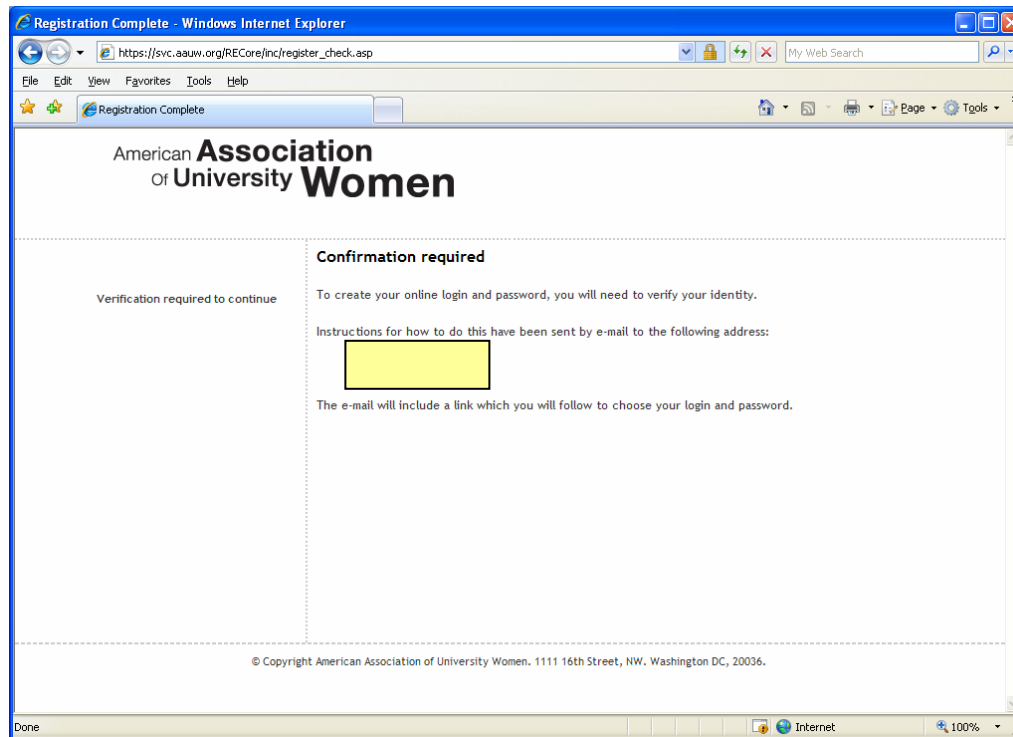 Registration Complete - Windows Internet Explorer
https://svc.aauw.org/RECore/inc/register_check.asp
My Web Search
File Edit View Favorites Tools Help
Registration Complete
Page Tools
American Association
Of University Women
Confirmation required
Verification required to continue
To create your online login and password, you will need to verify your identity.
Instructions for how to do this have been sent by e-mail to the following address:
The e-mail will include a link which you will follow to choose your login and password.
© Copyright American Association of University Women. 1111 16th Street, NW. Washington DC, 20036.
Done
Internet
100%